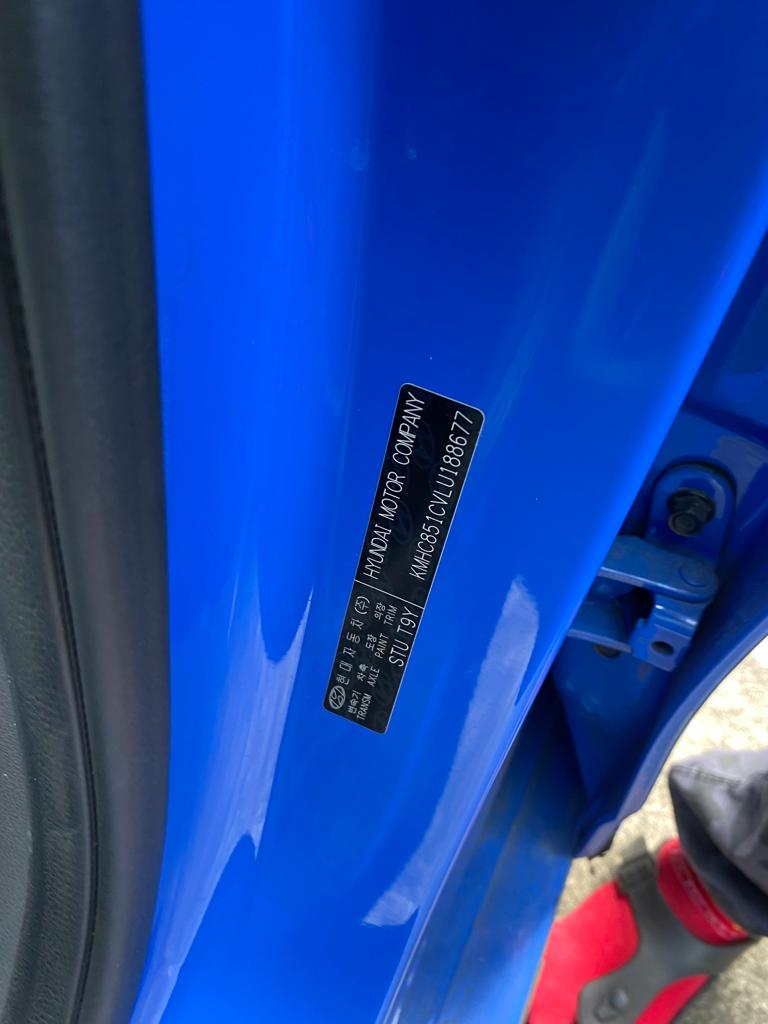 현대자동차(주) HYUNDAI MOTOR COMPANY
변속기 차축 도장 의장
TRANSM AXLE PAINT TRIM
KMHC851CVLU188677
STU T9Y